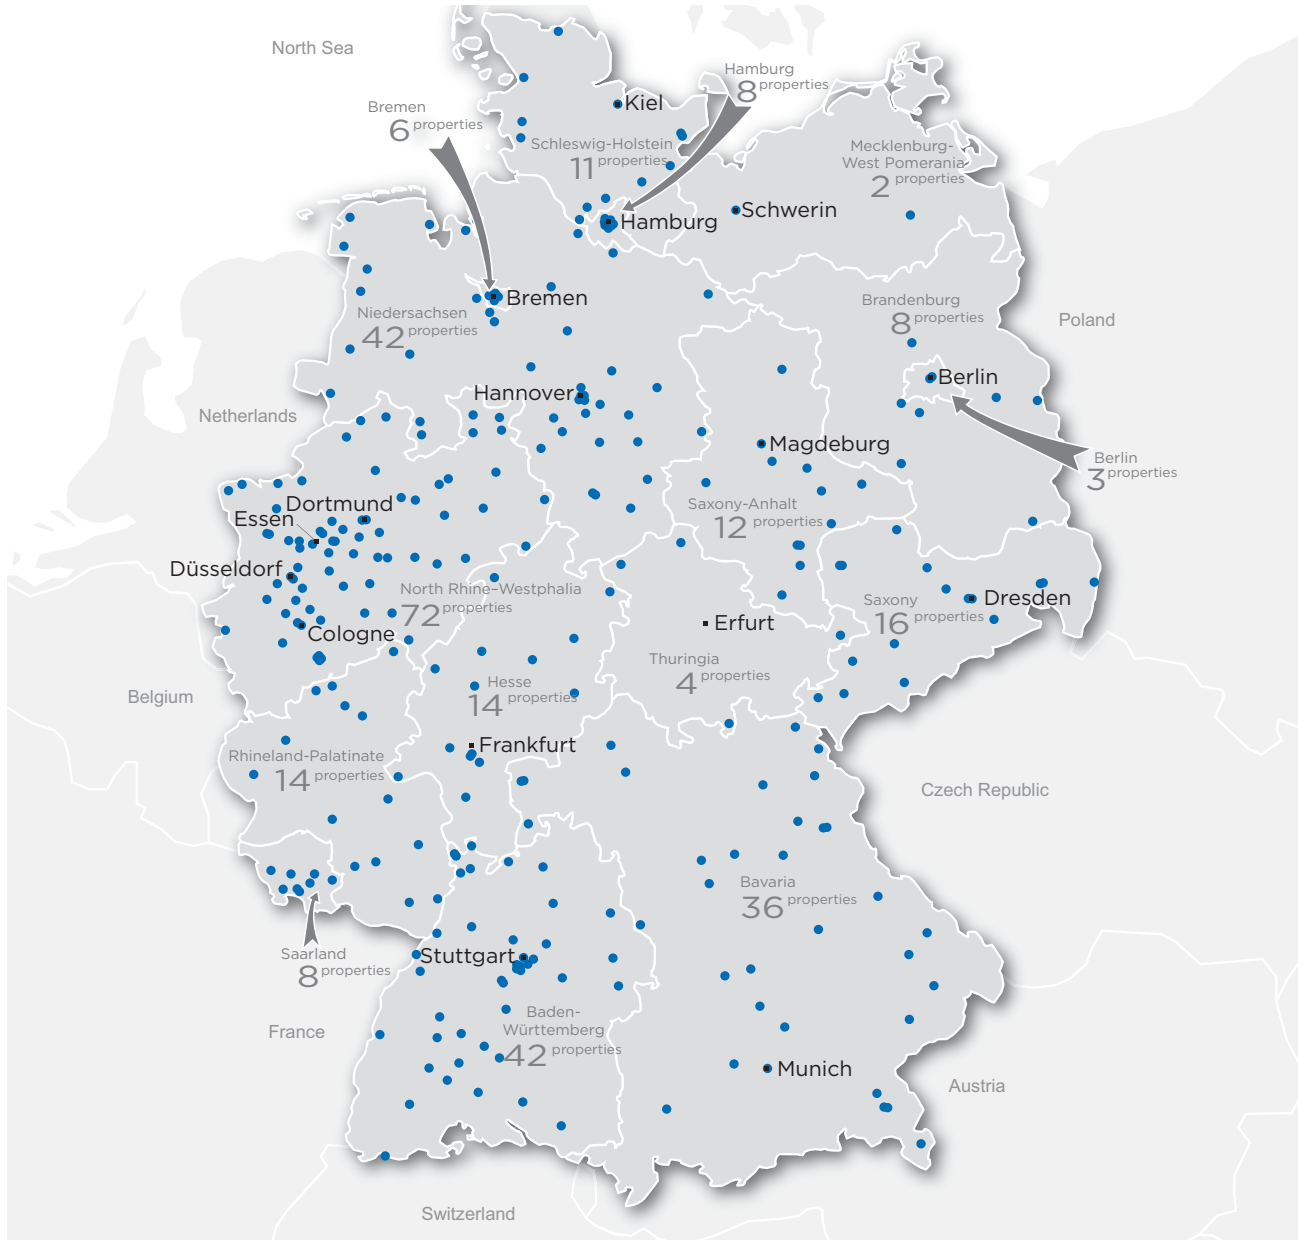 North Sea
Hamburg
8 properties
Kiel
Bremen
6 properties
Schleswig-Holstein
11 properties
Mecklenburg-
West Pomerania
2 properties
Schwerin
Hamburg
Bremen
Niedersachsen
42 properties
Brandenburg
8 properties
Poland
Berlin
Hannover
Netherlands
Magdeburg
Berlin
3 properties
Saxony-Anhalt
12 properties
Dortmund
Essen
Düsseldorf
North Rhine–Westphalia
72 properties
Saxony
16 properties
Dresden
Erfurt
Cologne
Thuringia
4 properties
Hesse
14 properties
Belgium
Frankfurt
Rhineland-Palatinate
14 properties
Czech Republic
Bavaria
36 properties
Saarland
8 properties
Stuttgart
Baden-
Württemberg
42 properties
France
Munich
Austria
Switzerland